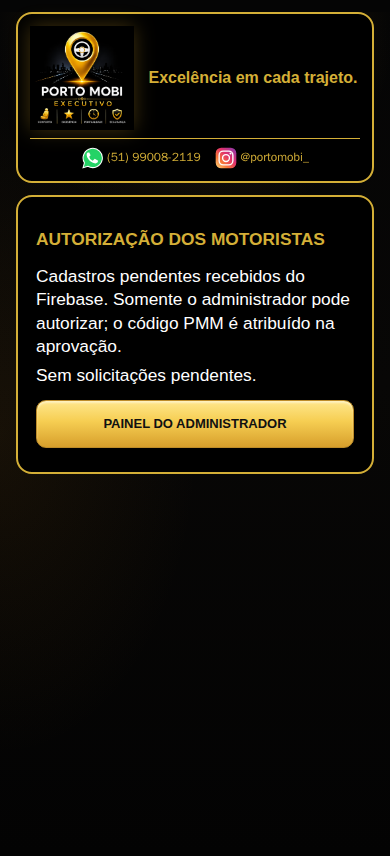 PORTO MOBI
EXECUTIVO
Excelência em cada trajeto.
(51) 99008-2119 @portomobi_
AUTORIZAÇÃO DOS MOTORISTAS
Cadastros pendentes recebidos do
Firebase. Somente o administrador pode
autorizar; o código PMM é atribuído na
aprovação.
Sem solicitações pendentes.
PAINEL DO ADMINISTRADOR